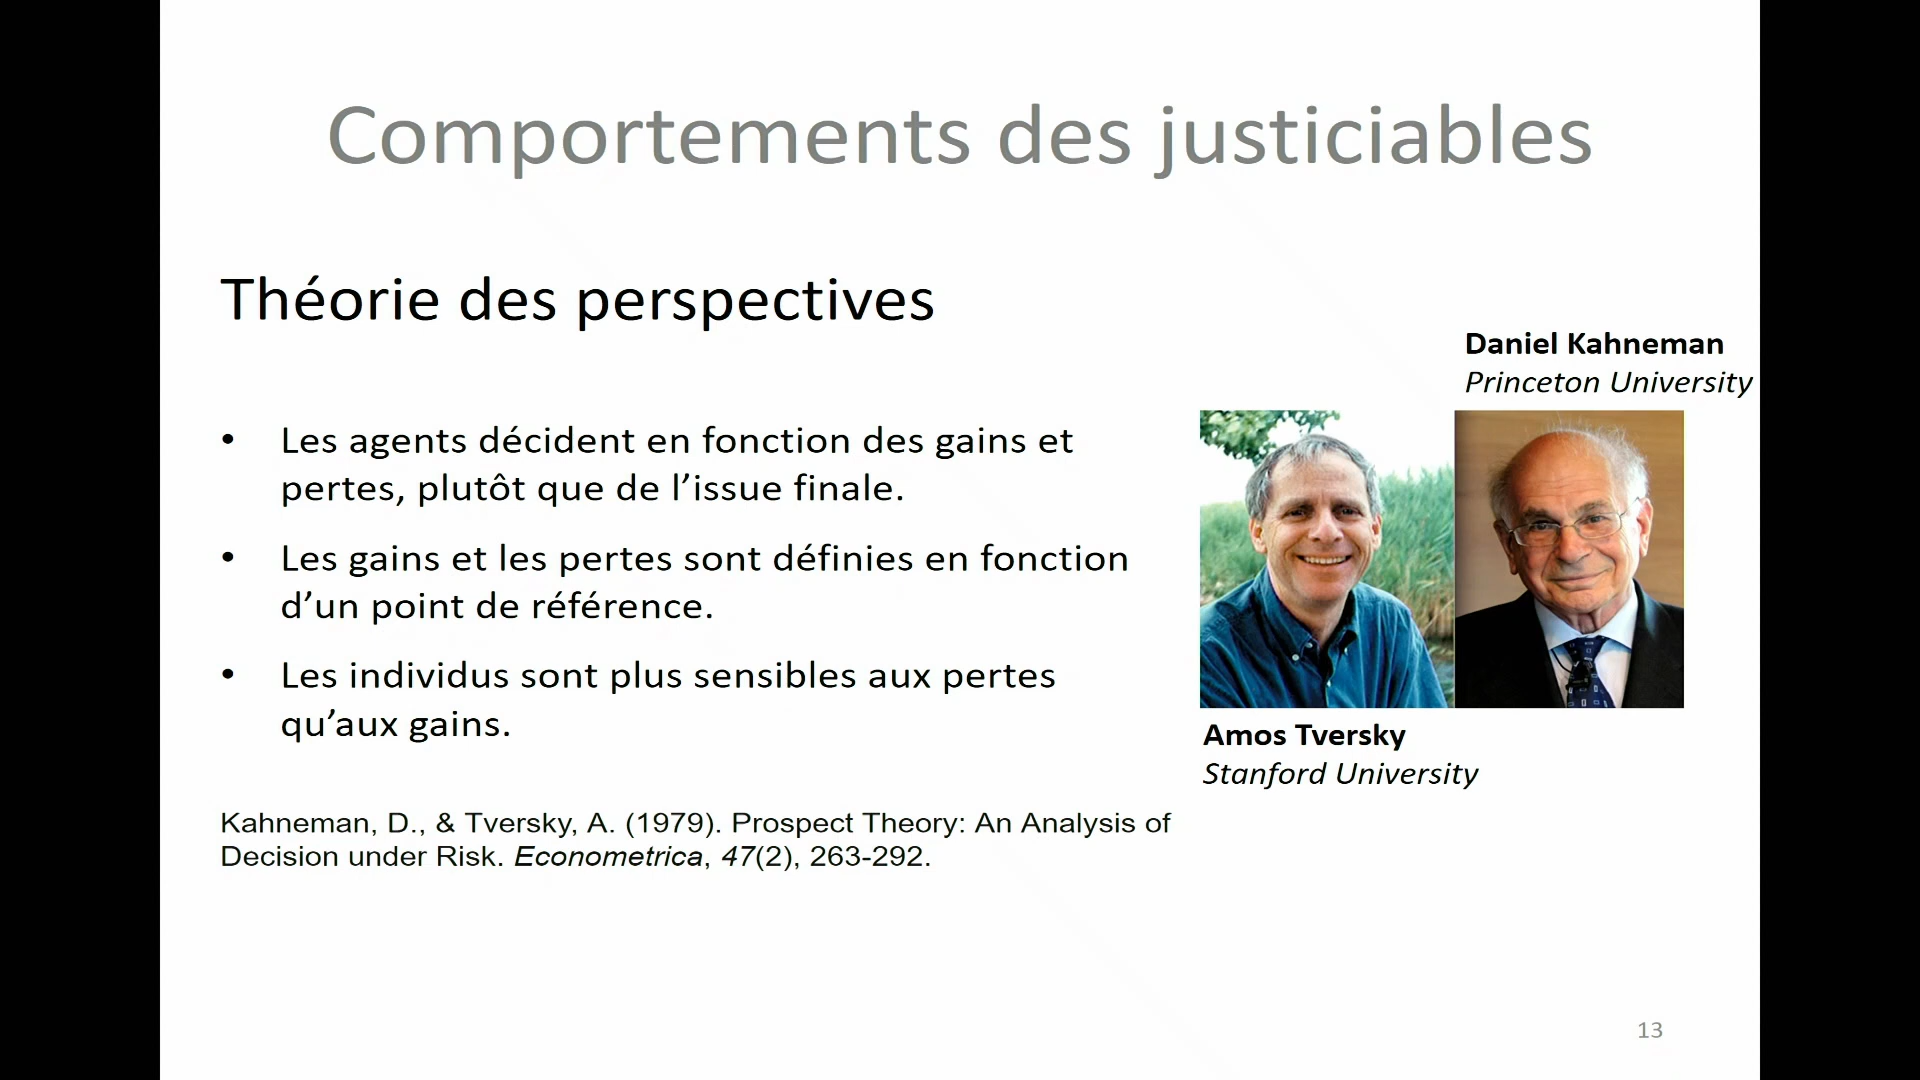 Comportements des justiciables
Théorie des perspectives
• Les agents décident en fonction des gains et
pertes, plutôt que de l’issue finale.
• Les gains et les pertes sont définies en fonction
d’un point de référence.
• Les individus sont plus sensibles aux pertes
qu’aux gains.
Kahneman, D., & Tversky, A. (1979). Prospect Theory: An Analysis of
Decision under Risk. Econometrica, 47(2), 263-292.
Daniel Kahneman
Princeton University
Amos Tversky
Stanford University
13